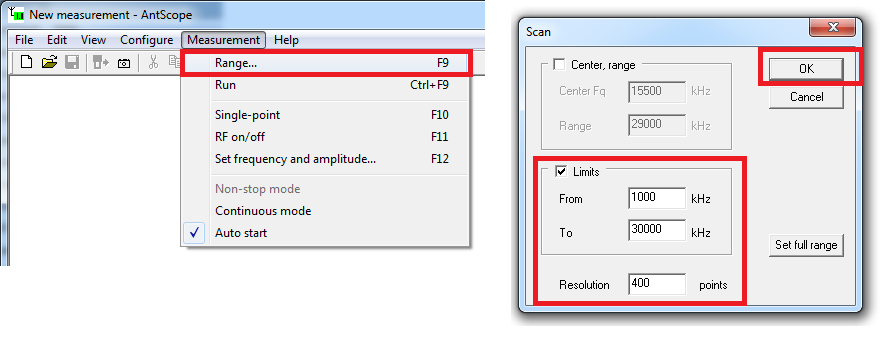 New measurement - AntScope
File Edit View Configure Measurement Help
Range... F9
Run Ctrl+F9
Single-point F10
RF on/off F11
Set frequency and amplitude... F12
Non-stop mode
Continuous mode
Auto start
Scan
Center, range
Center Fq 15500 kHz
Range 29000 kHz
OK
Cancel
Limits
From 1000 kHz
To 30000 kHz
Set full range
Resolution 400 points